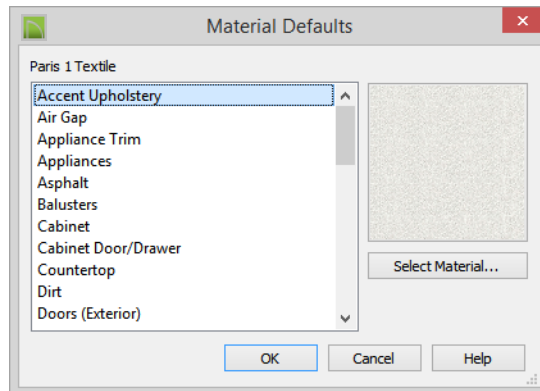 Material Defaults
Paris 1 Textile
Accent Upholstery
Air Gap
Appliance Trim
Appliances
Asphalt
Balusters
Cabinet
Cabinet Door/Drawer
Countertop
Dirt
Doors (Exterior)
Select Material...
OK
Cancel
Help